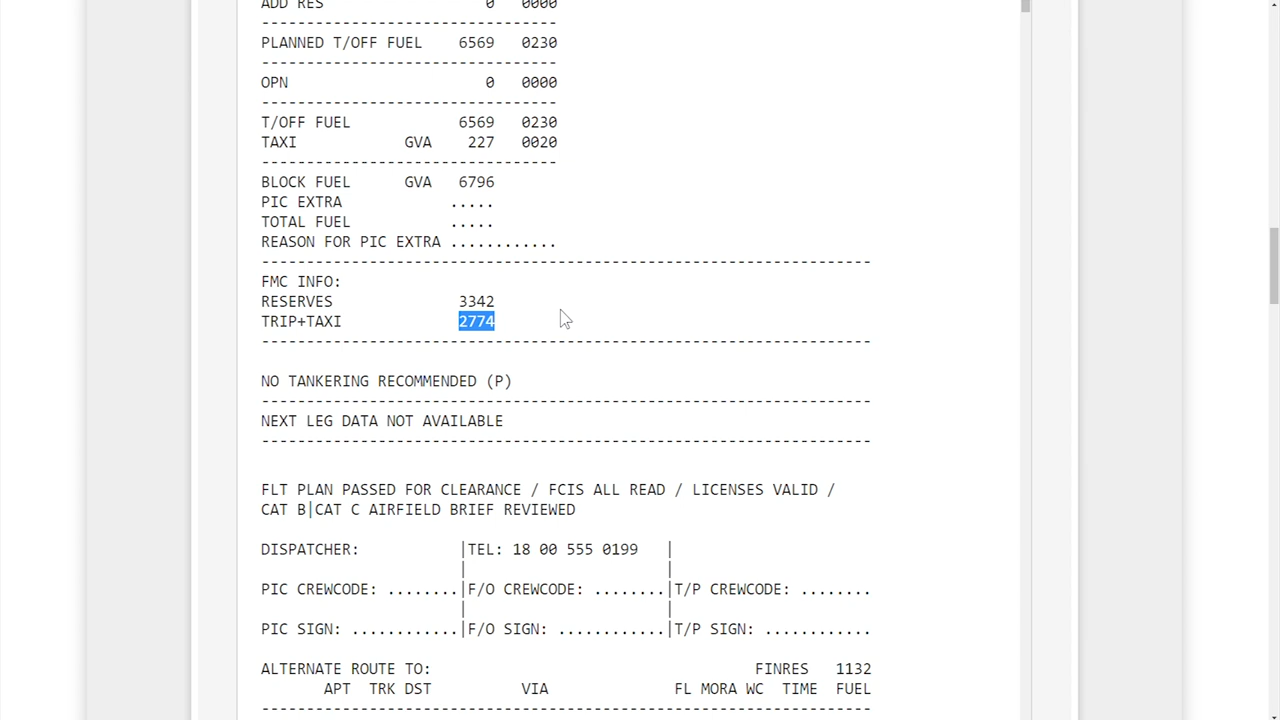 ADD RES 0 0000
---------------------------------
PLANNED T/OFF FUEL 6569 0230
---------------------------------
OPN 0 0000
---------------------------------
T/OFF FUEL 6569 0230
TAXI GVA 227 0020
---------------------------------
BLOCK FUEL GVA 6796
PIC EXTRA .....
TOTAL FUEL .....
REASON FOR PIC EXTRA ............
--------------------------------------------------------------------
FMC INFO:
RESERVES 3342
TRIP+TAXI 2774
--------------------------------------------------------------------
NO TANKERING RECOMMENDED (P)
--------------------------------------------------------------------
NEXT LEG DATA NOT AVAILABLE
--------------------------------------------------------------------
FLT PLAN PASSED FOR CLEARANCE / FCIS ALL READ / LICENSES VALID /
CAT B|CAT C AIRFIELD BRIEF REVIEWED
DISPATCHER: |TEL: 18 00 555 0199 |
| |
PIC CREWCODE: ........|F/O CREWCODE: ........|T/P CREWCODE: ........
| |
PIC SIGN: ............|F/O SIGN: ............|T/P SIGN: ............
ALTERNATE ROUTE TO: FINRES 1132
APT TRK DST VIA FL MORA WC TIME FUEL
--------------------------------------------------------------------